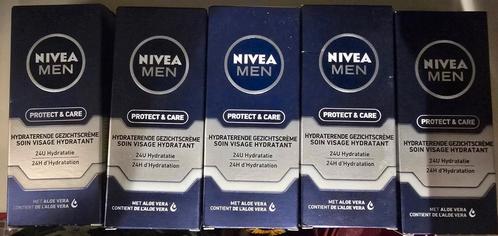 NIVEA
MEN
PROTECT & CARE
HYDRATERENDE GEZICHTSCRÈME
SOIN VISAGE HYDRATANT
24U Hydratatie
24H d'Hydratation
MET ALOE VERA
CONTIENT DE L'ALOE VERA
NIVEA
MEN
PROTECT & CARE
HYDRATERENDE GEZICHTSCRÈME
SOIN VISAGE HYDRATANT
24U Hydratatie
24H d'Hydratation
MET ALOE VERA
CONTIENT DE L'ALOE VERA
NIVEA
MEN
PROTECT & CARE
HYDRATERENDE GEZICHTSCRÈME
SOIN VISAGE HYDRATANT
24U Hydratatie
24H d'Hydratation
MET ALOE VERA
CONTIENT DE L'ALOE VERA
NIVEA
MEN
PROTECT & CARE
HYDRATERENDE GEZICHTSCRÈME
SOIN VISAGE HYDRATANT
24U Hydratatie
24H d'Hydratation
MET ALOE VERA
CONTIENT DE L'ALOE VERA
NIVEA
MEN
PROTECT & CARE
HYDRATERENDE GEZICHTSCRÈME
SOIN VISAGE HYDRATANT
24U Hydratatie
24H d'Hydratation
MET ALOE VERA
CONTIENT DE L'ALOE VERA